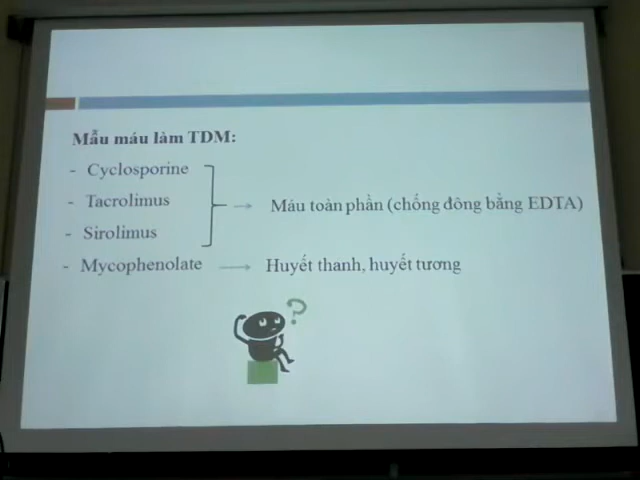 Mẫu máu làm TDM:
- Cyclosporine
- Tacrolimus
Máu toàn phần (chống đông bằng EDTA)
- Sirolimus
- Mycophenolate
Huyết thanh, huyết tương
?